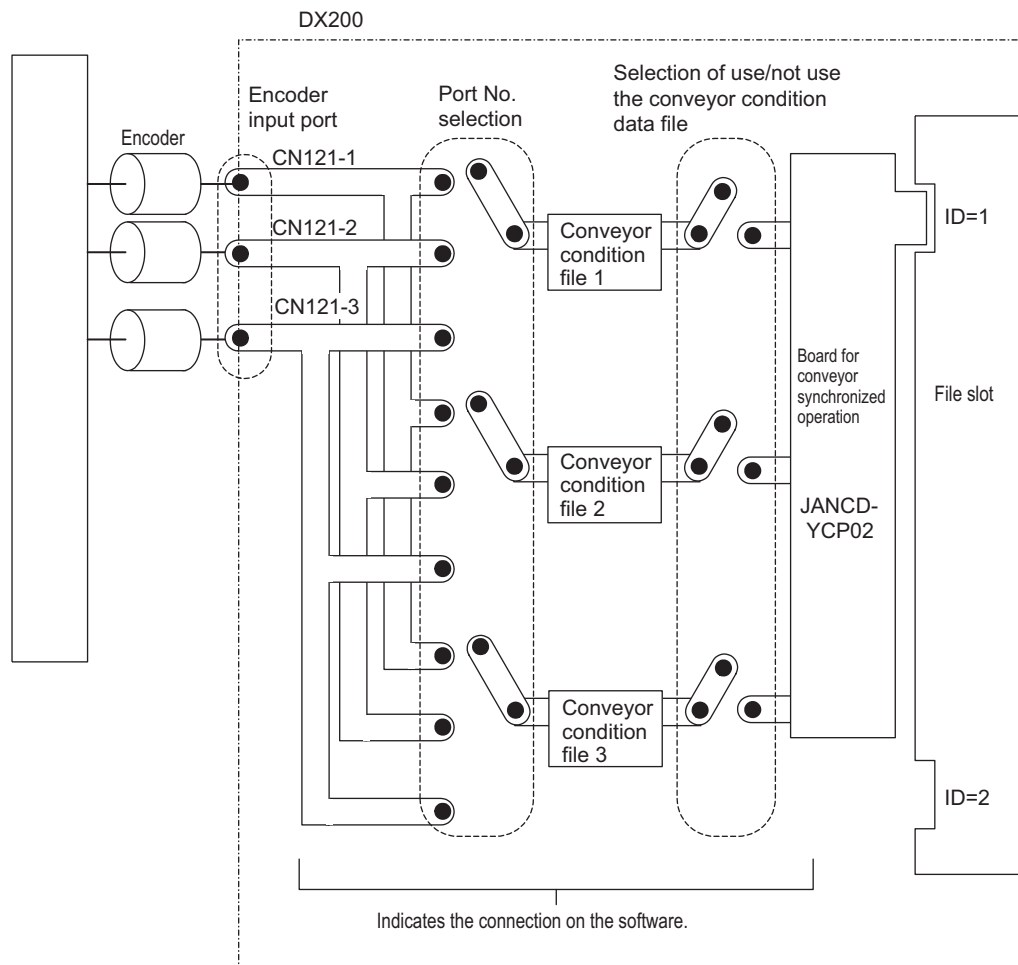 DX200
Encoder
Encoder
input port
Port No.
selection
Selection of use/not use
the conveyor condition
data file
CN121-1
CN121-2
CN121-3
Conveyor
condition
file 1
Conveyor
condition
file 2
Conveyor
condition
file 3
Board for
conveyor
synchronized
operation
JANCD-
YCP02
ID=1
File slot
ID=2
Indicates the connection on the software.